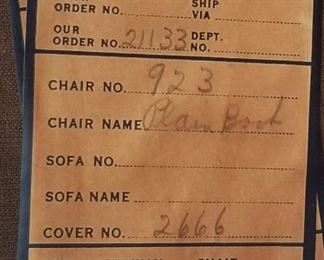 ORDER NO. SHIP VIA
OUR ORDER NO. 21133 DEPT. NO.
CHAIR NO. 923
CHAIR NAME Plain Back
SOFA NO.
SOFA NAME
COVER NO. 2666